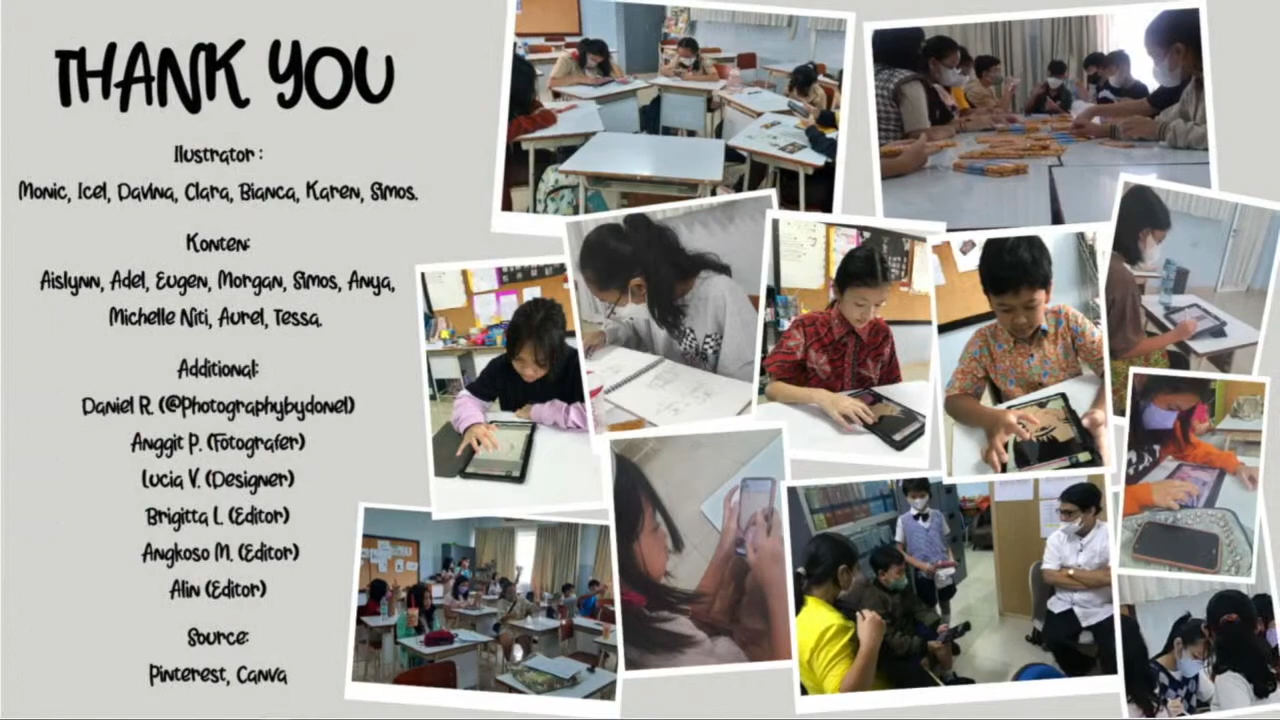 THANK YOU
Ilustrator :
Monic, Icel, Davina, Clara, Bianca, Karen, Simos.
Konten:
Aislynn, Adel, Eugen, Morgan, Simos, Anya,
Michelle Niti, Aurel, Tessa.
Additional:
Daniel R. (@Photographybydonel)
Anggit P. (Fotografer)
Lucia V. (Designer)
Brigitta L. (Editor)
Angkoso M. (Editor)
Alin (Editor)
Source:
Pinterest, Canva